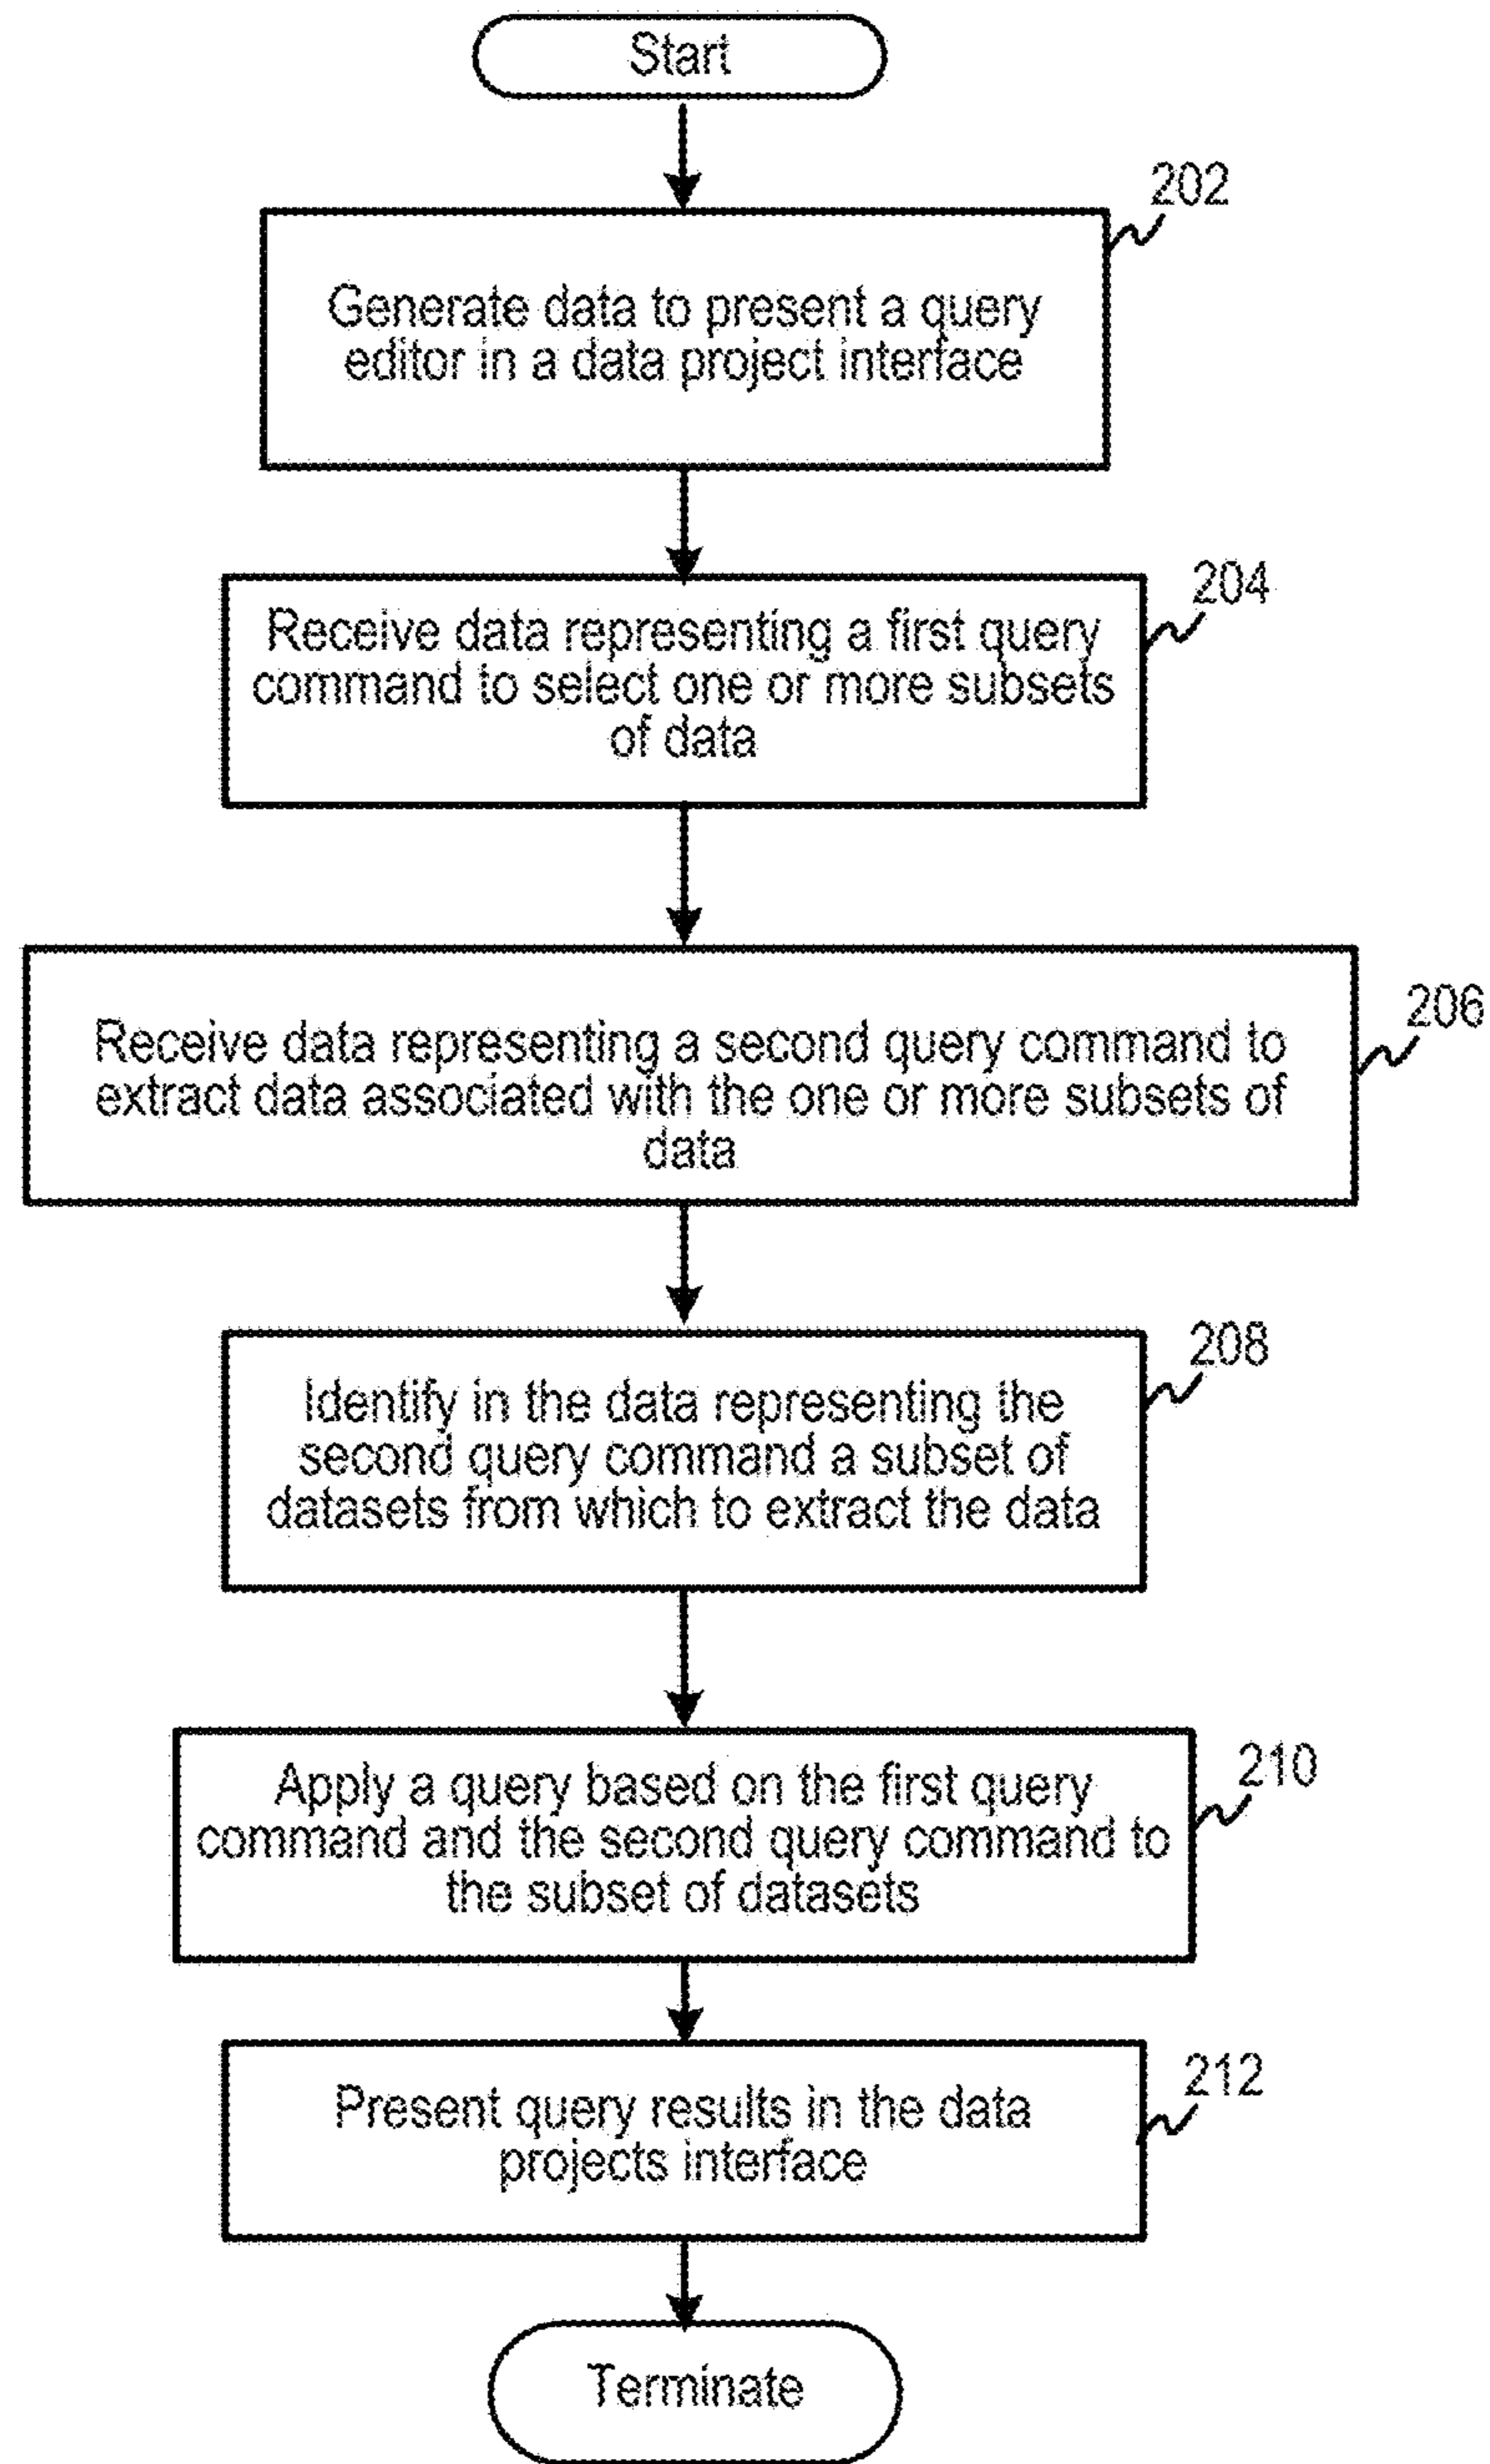 Start
202
Generate data to present a query
editor in a data project interface
204
Receive data representing a first query
command to select one or more subsets
of data
206
Receive data representing a second query command to
extract data associated with the one or more subsets of
data
208
Identify in the data representing the
second query command a subset of
datasets from which to extract the data
210
Apply a query based on the first query
command and the second query command to
the subset of datasets
212
Present query results in the data
projects interface
Terminate